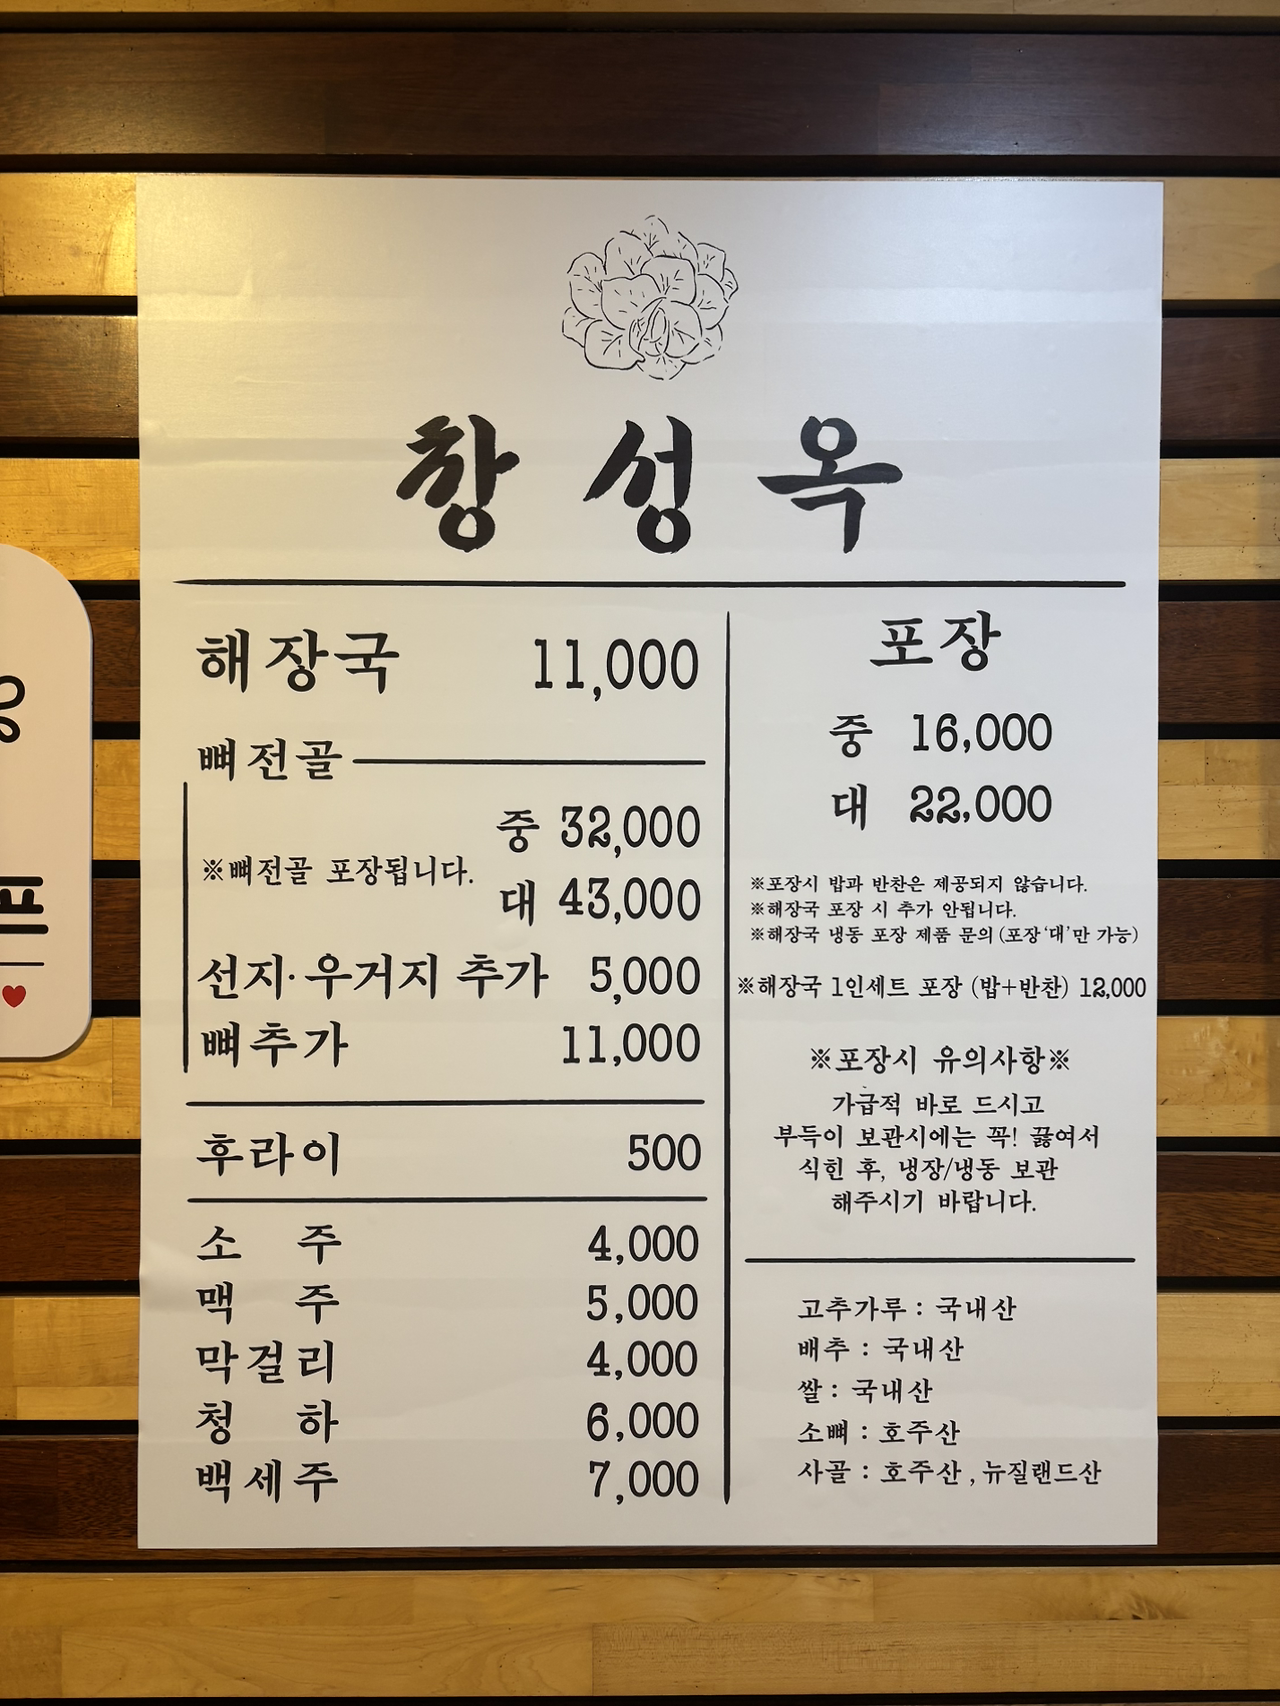 창성옥
해장국 11,000
뼈전골
중 32,000
※뼈전골 포장됩니다.
대 43,000
선지·우거지 추가 5,000
뼈추가 11,000
후라이 500
소주 4,000
맥주 5,000
막걸리 4,000
청하 6,000
백세주 7,000
포장
중 16,000
대 22,000
※포장시 밥과 반찬은 제공되지 않습니다.
※해장국 포장 시 추가 안됩니다.
※해장국 냉동 포장 제품 문의 (포장 '대'만 가능)
※해장국 1인세트 포장 (밥+반찬) 12,000
※포장시 유의사항※
가급적 바로 드시고
부득이 보관시에는 꼭! 끓여서
식힌 후, 냉장/냉동 보관
해주시기 바랍니다.
고추가루 : 국내산
배추 : 국내산
쌀 : 국내산
소뼈 : 호주산
사골 : 호주산 , 뉴질랜드산